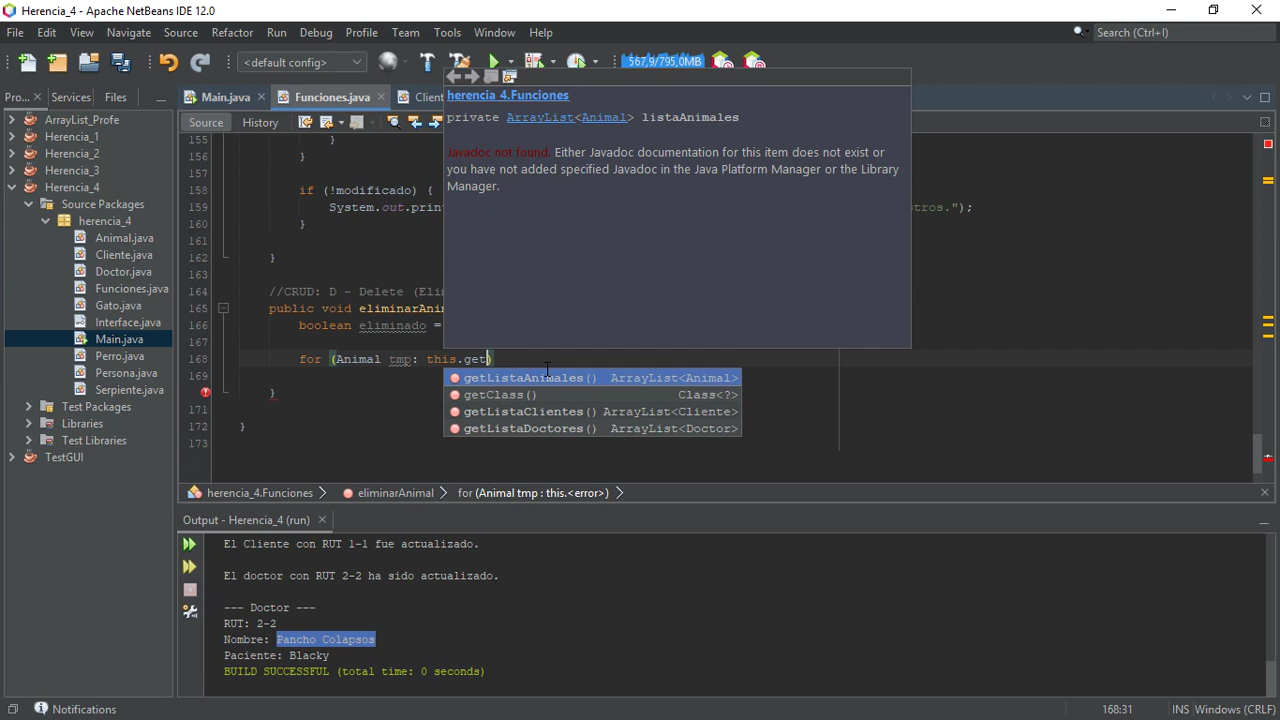 Herencia_4 - Apache NetBeans IDE 12.0
File Edit View Navigate Source Refactor Run Debug Profile Team Tools Window Help
Search (Ctrl+I)
<default config>
567,9/795,0MB
Pro... Services Files
Main.java Funciones.java Client
Source History
ArrayList_Profe
Herencia_1
Herencia_2
Herencia_3
Herencia_4
Source Packages
herencia_4
Animal.java
Cliente.java
Doctor.java
Funciones.java
Gato.java
Interface.java
Main.java
Perro.java
Persona.java
Serpiente.java
Test Packages
Libraries
Test Libraries
TestGUI
155 }
156 }
157
158 if (!modificado) {
159 System.out.print tros.");
160 }
161
162 }
163
164 //CRUD: D - Delete (Eli
165 public void eliminarAni
166 boolean eliminado =
167
168 for (Animal tmp: this.get)
169
}
171
172 }
173
herencia 4.Funciones
private ArrayList<Animal> listaAnimales
Javadoc not found. Either Javadoc documentation for this item does not exist or
you have not added specified Javadoc in the Java Platform Manager or the Library
Manager.
getListaAnimales() ArrayList<Animal>
getClass() Class<?>
getListaClientes() ArrayList<Cliente>
getListaDoctores() ArrayList<Doctor>
herencia_4.Funciones eliminarAnimal for (Animal tmp : this.<error>)
Output - Herencia_4 (run)
El Cliente con RUT 1-1 fue actualizado.
El doctor con RUT 2-2 ha sido actualizado.
--- Doctor ---
RUT: 2-2
Nombre: Pancho Colapsos
Paciente: Blacky
BUILD SUCCESSFUL (total time: 0 seconds)
Notifications
168:31 INS Windows (CRLF)